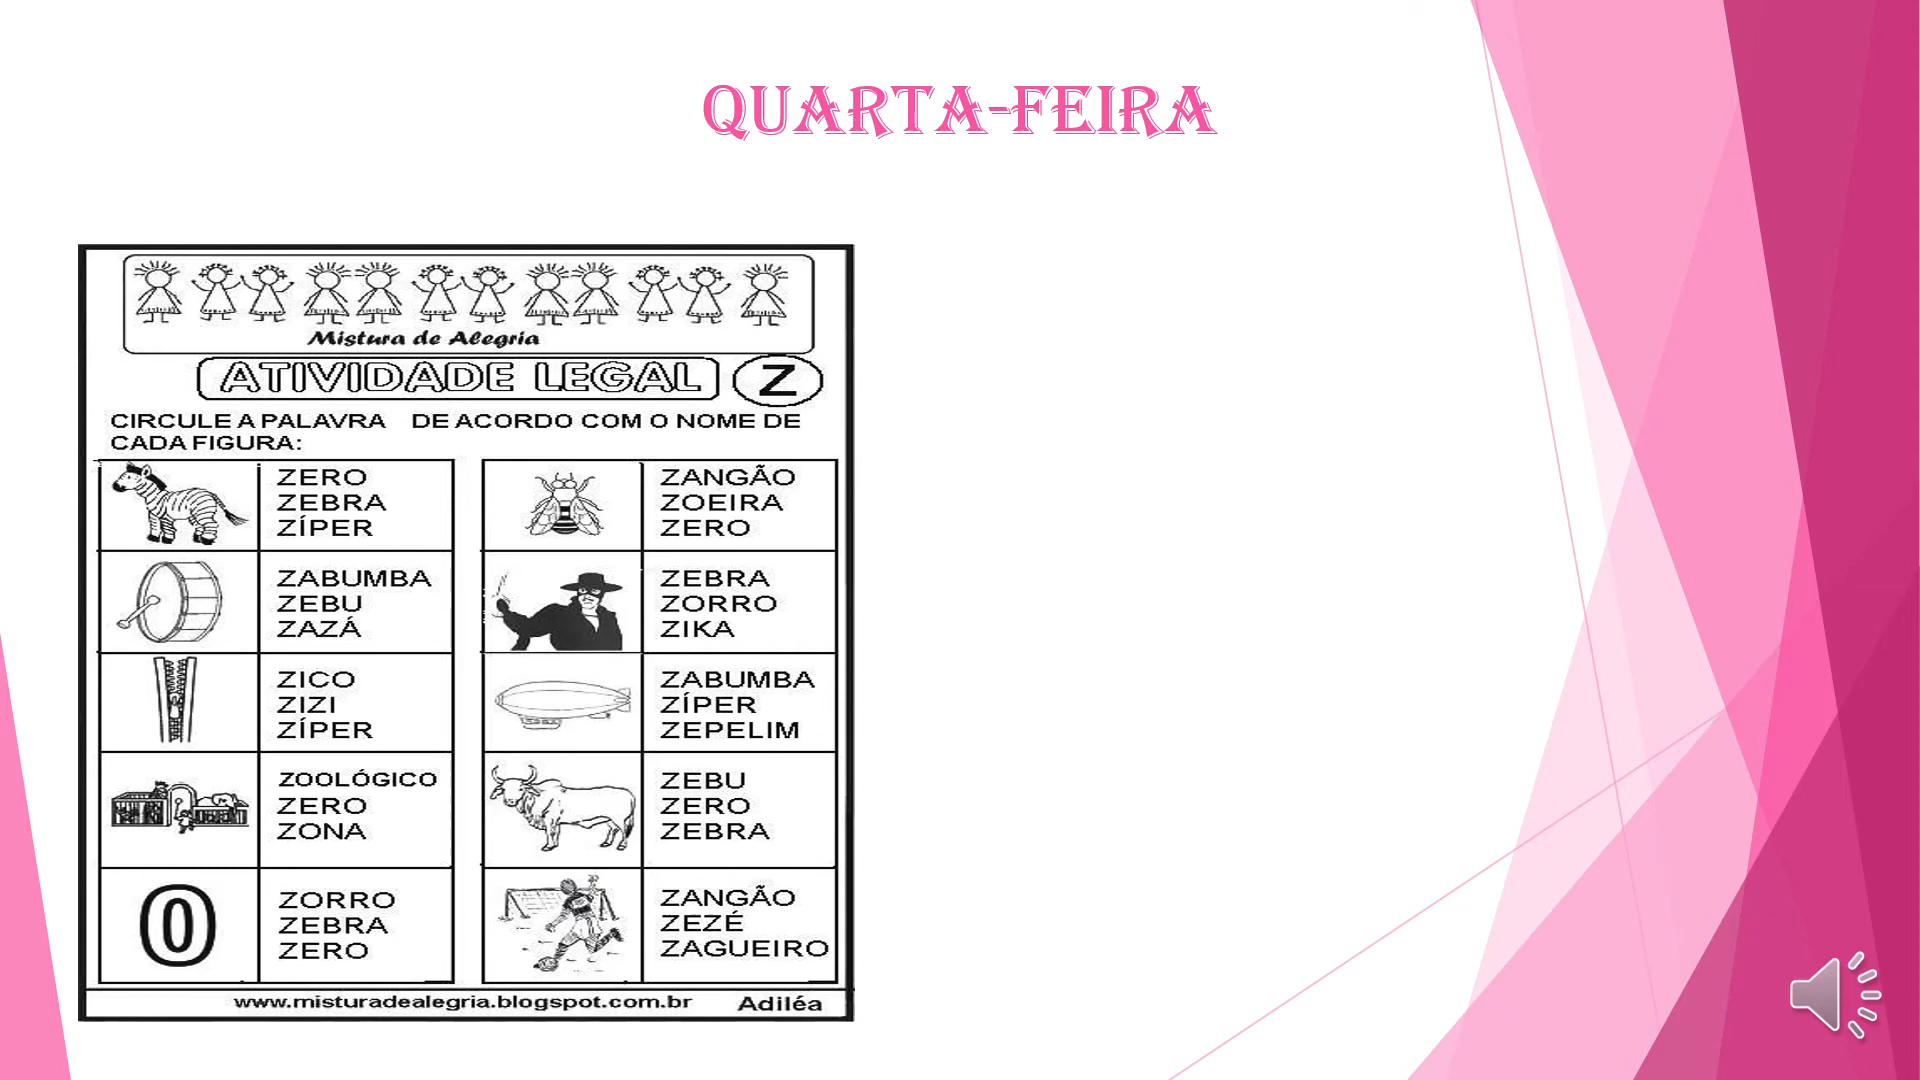 QUARTA-FEIRA
Mistura de Alegria
ATIVIDADE LEGAL Z
CIRCULE A PALAVRA DE ACORDO COM O NOME DE
CADA FIGURA:
ZERO
ZEBRA
ZÍPER
ZABUMBA
ZEBU
ZAZÁ
ZICO
ZIZI
ZÍPER
ZOOLÓGICO
ZERO
ZONA
0
ZORRO
ZEBRA
ZERO
ZANGÃO
ZOEIRA
ZERO
ZEBRA
ZORRO
ZIKA
ZABUMBA
ZÍPER
ZEPELIM
ZEBU
ZERO
ZEBRA
ZANGÃO
ZEZÉ
ZAGUEIRO
www.misturadealegria.blogspot.com.br Adiléa